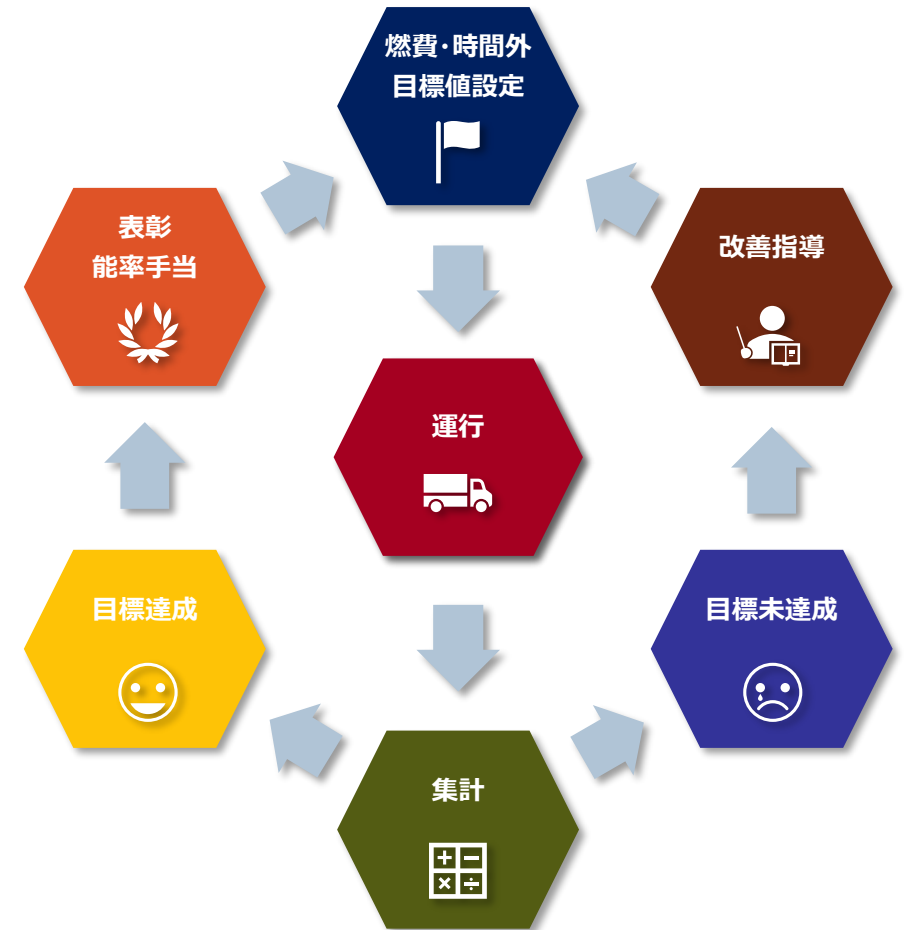 燃費・時間外
目標値設定
表彰
能率手当
改善指導
運行
目標達成
目標未達成
集計